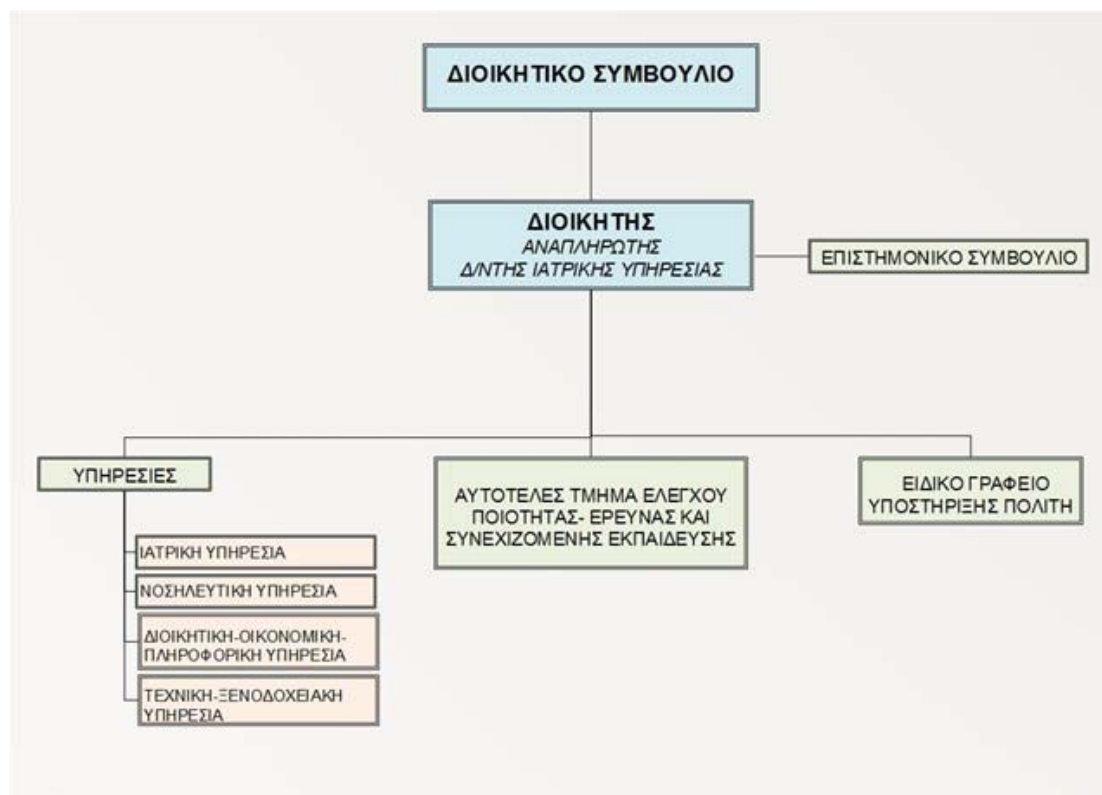 ΔΙΟΙΚΗΤΙΚΟ ΣΥΜΒΟΥΛΙΟ
ΔΙΟΙΚΗΤΗΣ
ΑΝΑΠΛΗΡΩΤΗΣ
Δ/ΝΤΗΣ ΙΑΤΡΙΚΗΣ ΥΠΗΡΕΣΙΑΣ
ΕΠΙΣΤΗΜΟΝΙΚΟ ΣΥΜΒΟΥΛΙΟ
ΥΠΗΡΕΣΙΕΣ
ΙΑΤΡΙΚΗ ΥΠΗΡΕΣΙΑ
ΝΟΣΗΛΕΥΤΙΚΗ ΥΠΗΡΕΣΙΑ
ΔΙΟΙΚΗΤΙΚΗ-ΟΙΚΟΝΟΜΙΚΗ-
ΠΛΗΡΟΦΟΡΙΚΗ ΥΠΗΡΕΣΙΑ
ΤΕΧΝΙΚΗ-ΞΕΝΟΔΟΧΕΙΑΚΗ
ΥΠΗΡΕΣΙΑ
ΑΥΤΟΤΕΛΕΣ ΤΜΗΜΑ ΕΛΕΓΧΟΥ
ΠΟΙΟΤΗΤΑΣ- ΕΡΕΥΝΑΣ ΚΑΙ
ΣΥΝΕΧΙΖΟΜΕΝΗΣ ΕΚΠΑΙΔΕΥΣΗΣ
ΕΙΔΙΚΟ ΓΡΑΦΕΙΟ
ΥΠΟΣΤΗΡΙΞΗΣ ΠΟΛΙΤΗ